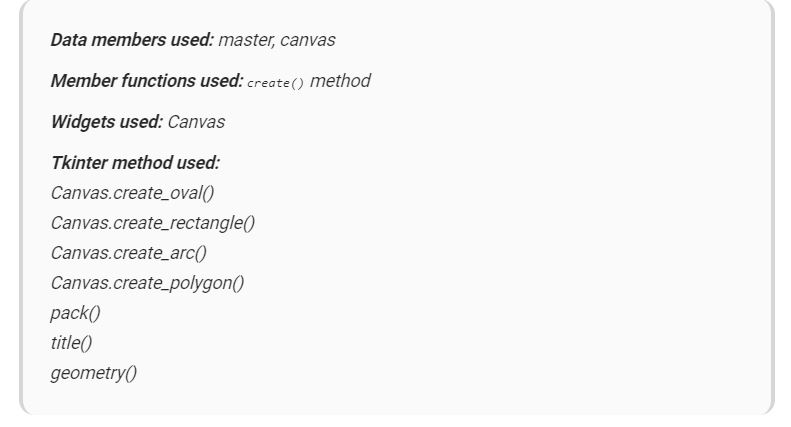 Data members used: master, canvas
Member functions used: create() method
Widgets used: Canvas
Tkinter method used:
Canvas.create_oval()
Canvas.create_rectangle()
Canvas.create_arc()
Canvas.create_polygon()
pack()
title()
geometry()